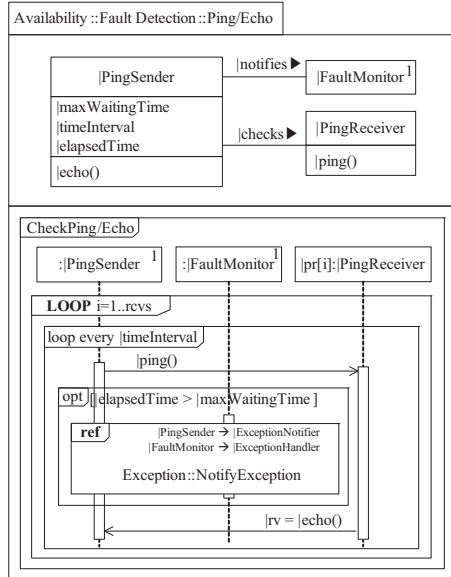 Availability ::Fault Detection ::Ping/Echo
|PingSender
|maxWaitingTime
|timeInterval
|elapsedTime
|echo()
|notifies▶
|FaultMonitor 1
|checks▶
|PingReceiver
|ping()
CheckPing/Echo
:|PingSender 1
:|FaultMonitor 1
|pr[i]:|PingReceiver
LOOP i=1..rcvs
loop every |timeInterval
|ping()
opt [|elapsedTime > |maxWaitingTime ]
ref
|PingSender → |ExceptionNotifier
|FaultMonitor → |ExceptionHandler
Exception::NotifyException
|rv = |echo()